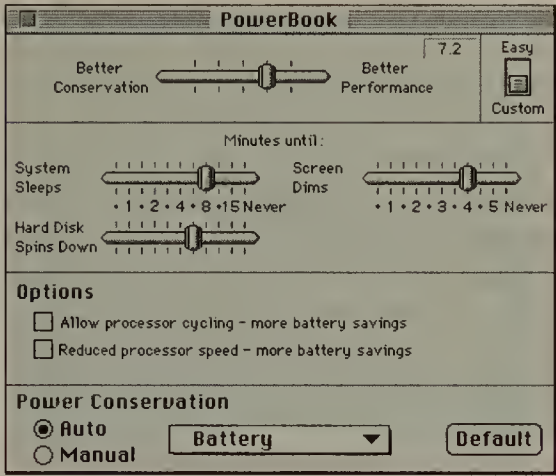 PowerBook
7.2
Better Conservation
Better Performance
Easy
Custom
Minutes until:
System Sleeps
• 1 • 2 • 4 • 8 • 15 Never
Screen Dims
• 1 • 2 • 3 • 4 • 5 Never
Hard Disk Spins Down
Options
Allow processor cycling – more battery savings
Reduced processor speed – more battery savings
Power Conservation
Auto
Manual
Battery
Default